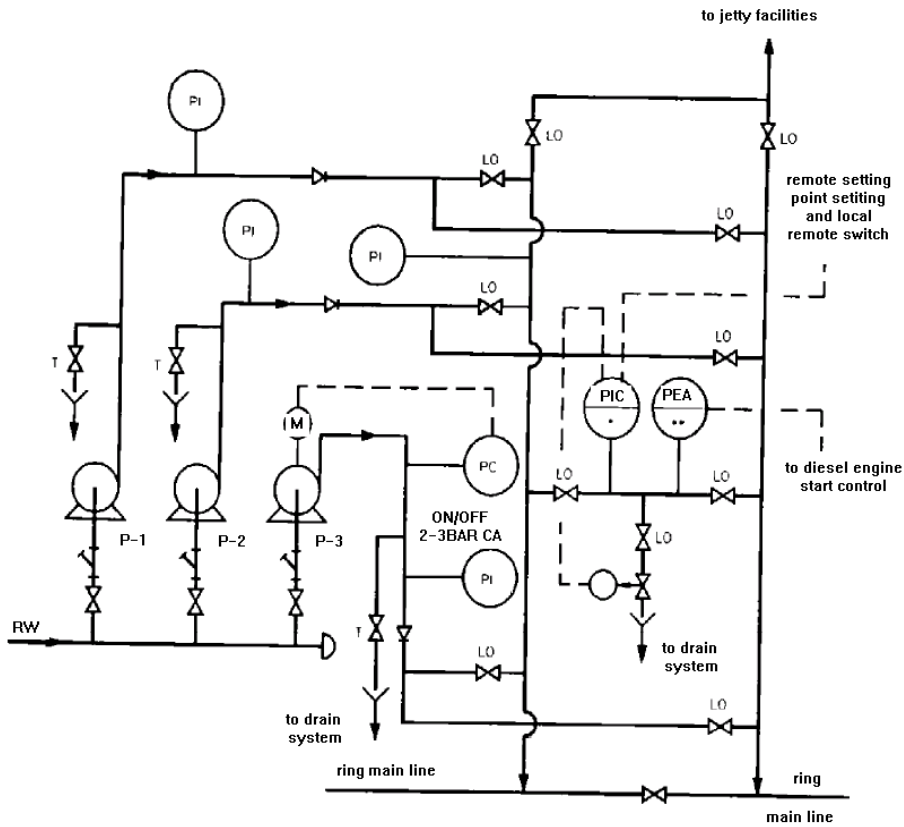 to jetty facilities
PI
LO
LO
LO
remote setting
point setiting
and local
remote switch
LO
PI
PI
LO
LO
T
T
PIC
PEA
M
PC
to diesel engine
start control
LO
LO
ON/OFF
2-3BAR CA
P-1
P-2
P-3
LO
PI
RW
T
to drain
system
LO
LO
to drain
system
ring main line
ring
main line